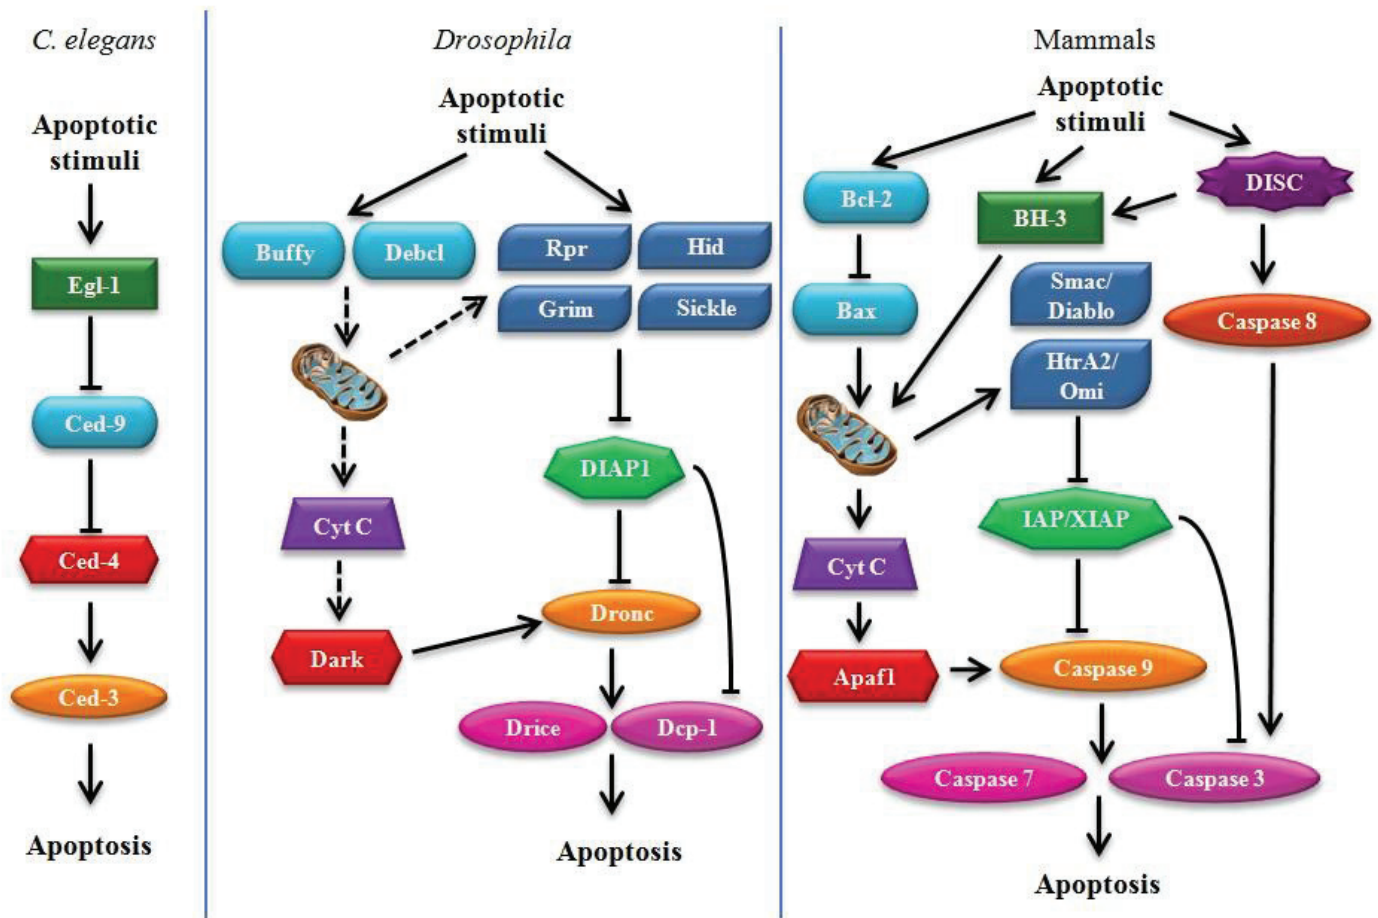 C. elegans
Apoptotic
stimuli
Egl-1
Ced-9
Ced-4
Ced-3
Apoptosis
Drosophila
Apoptotic
stimuli
Buffy
Debcl
Rpr
Hid
Grim
Sickle
DIAP1
Cyt C
Dronc
Dark
Drice
Dcp-1
Apoptosis
Mammals
Apoptotic
stimuli
Bcl-2
BH-3
DISC
Bax
Smac/
Diablo
Caspase 8
HtrA2/
Omi
IAP/XIAP
Cyt C
Apaf1
Caspase 9
Caspase 7
Caspase 3
Apoptosis